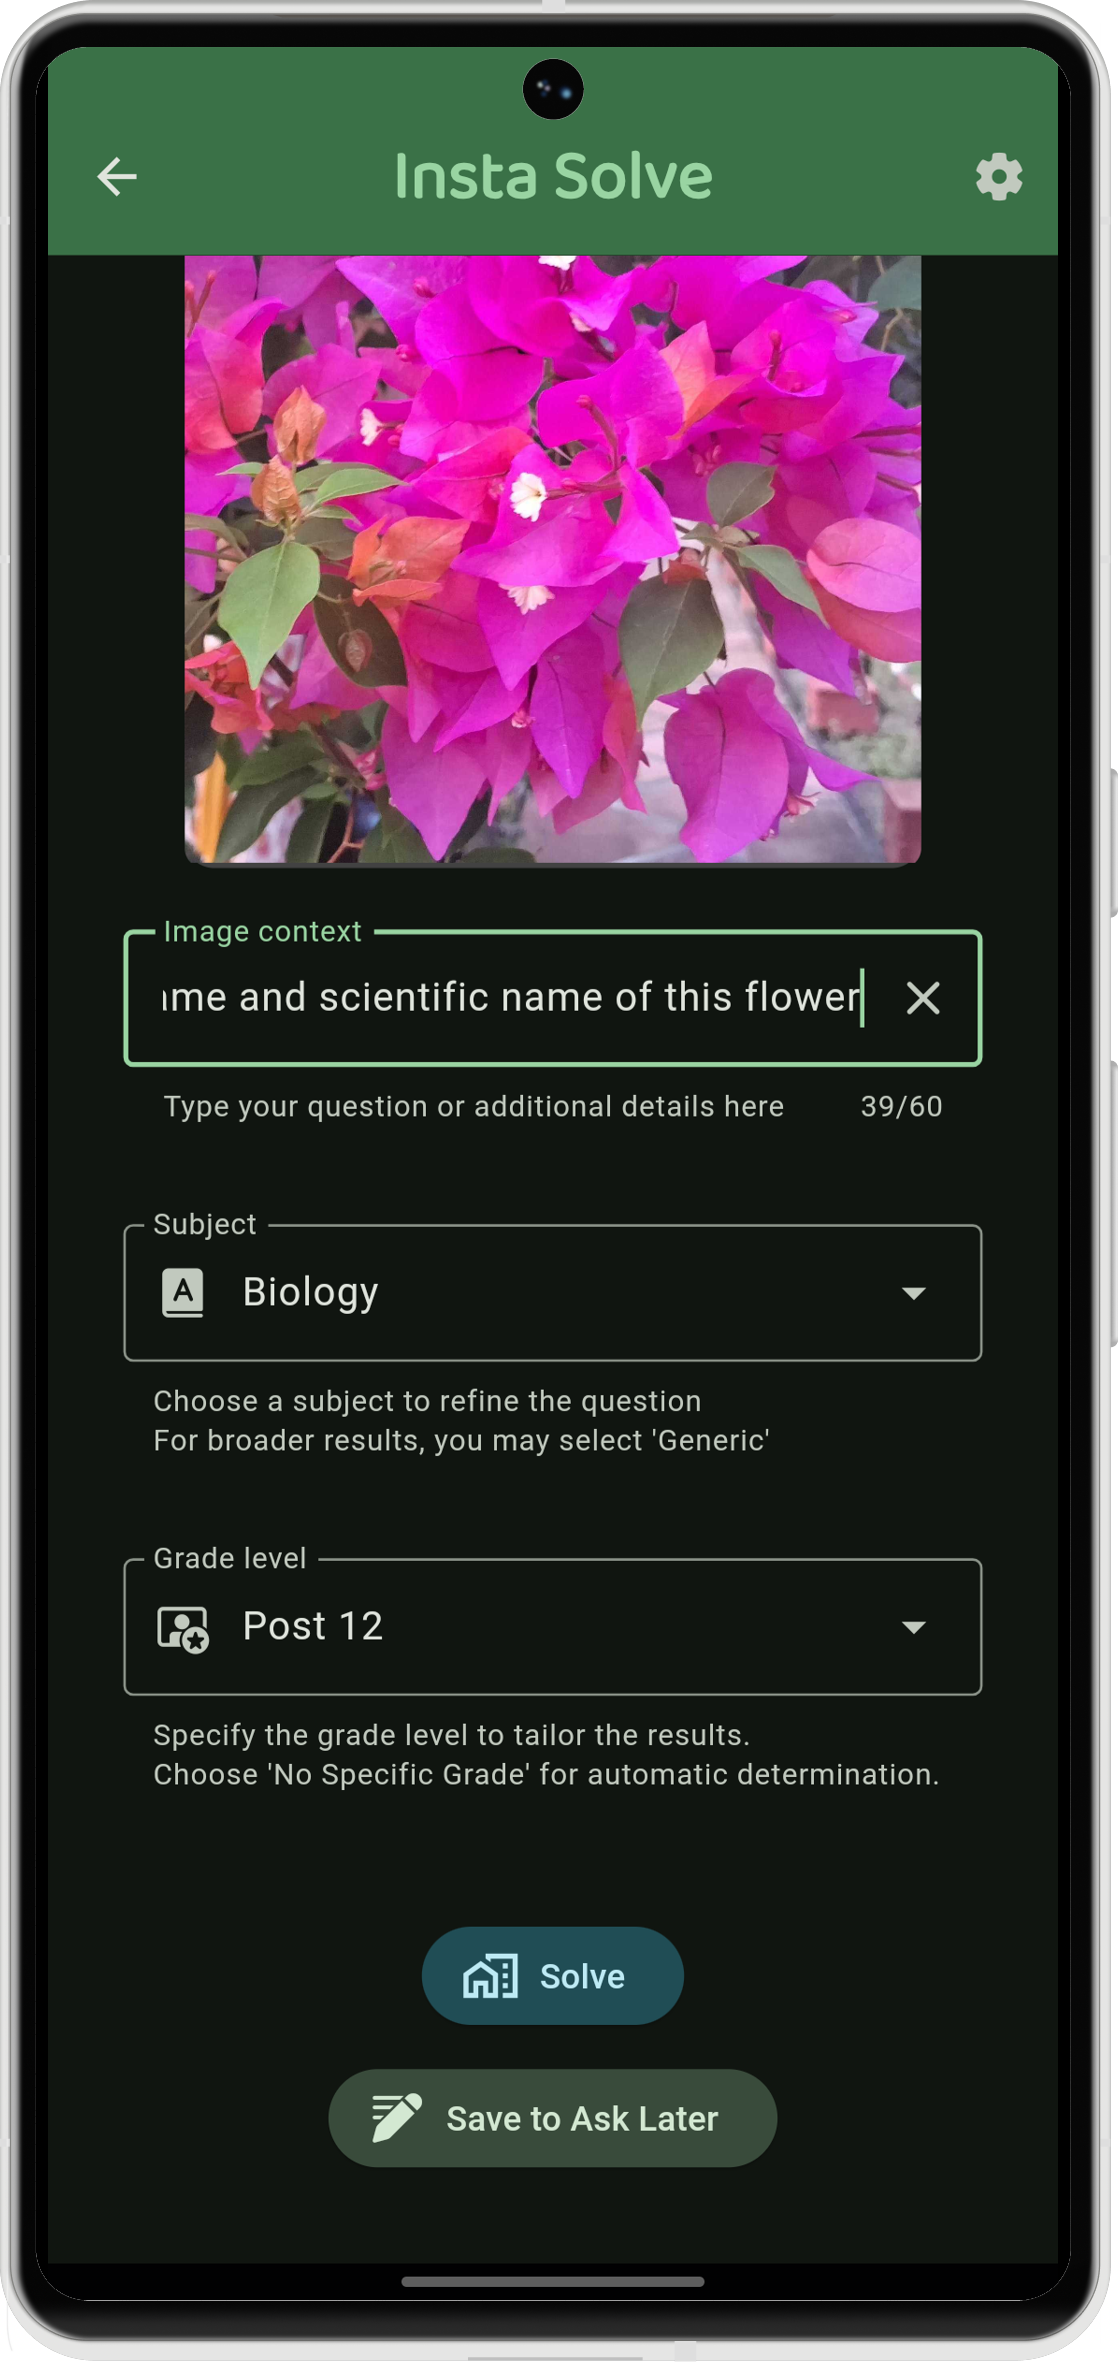 Insta Solve
Image context
me and scientific name of this flower
Type your question or additional details here 39/60
Subject
A Biology
Choose a subject to refine the question
For broader results, you may select 'Generic'
Grade level
Post 12
Specify the grade level to tailor the results.
Choose 'No Specific Grade' for automatic determination.
Solve
Save to Ask Later